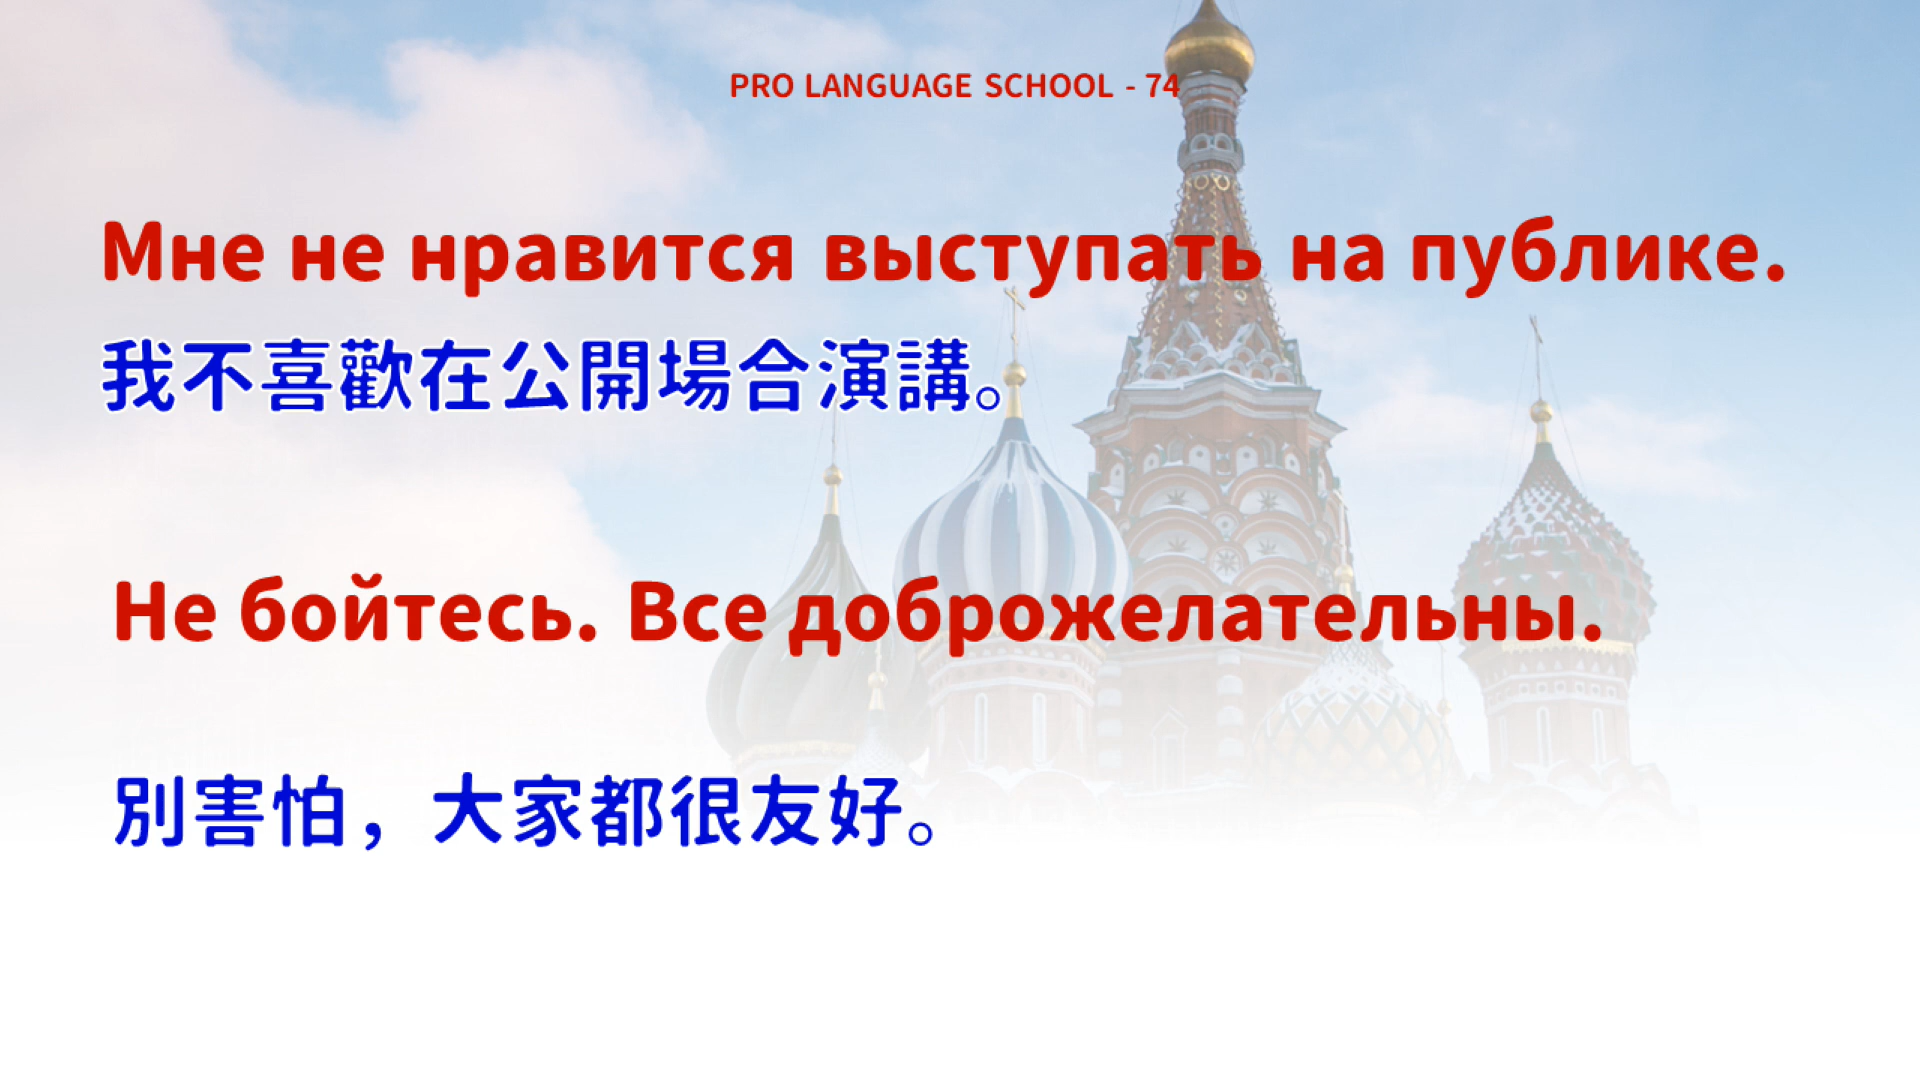 PRO LANGUAGE SCHOOL - 74
Мне не нравится выступать на публике.
我不喜歡在公開場合演講。
Не бойтесь. Все доброжелательны.
別害怕，大家都很友好。